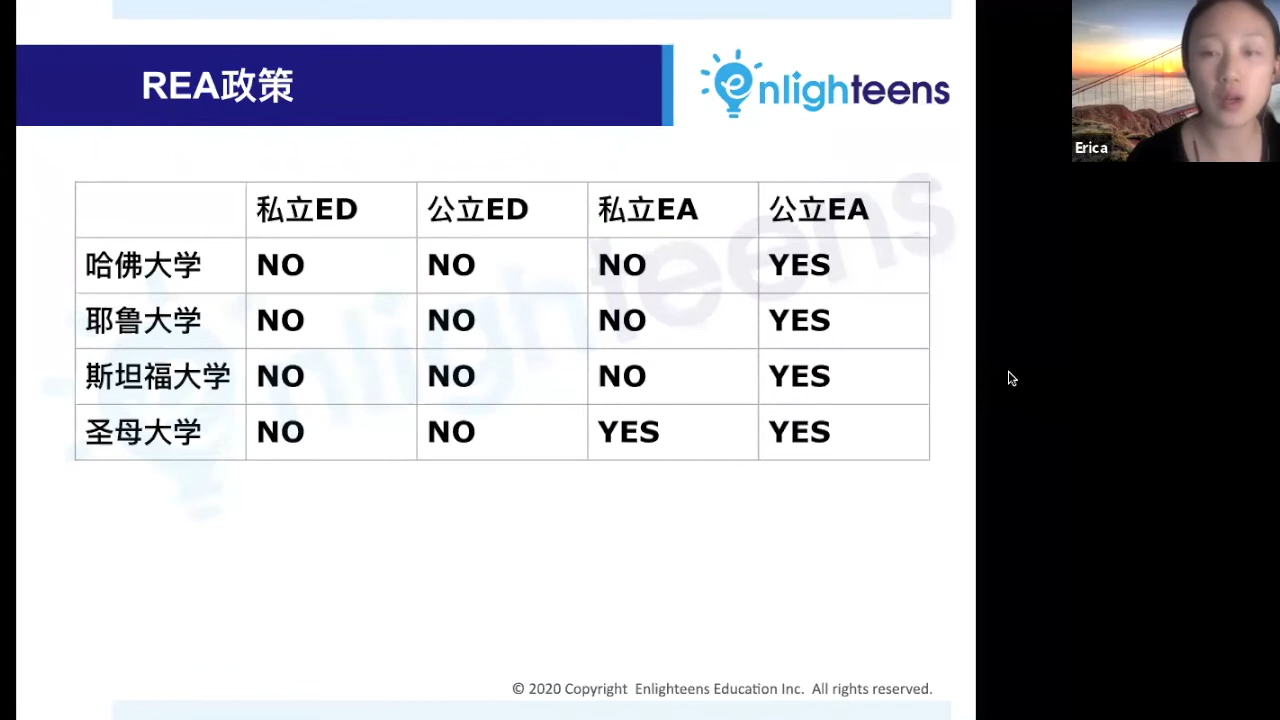 REA政策
enlighteens
Erica
私立ED 公立ED 私立EA 公立EA
哈佛大学 NO NO NO YES
耶鲁大学 NO NO NO YES
斯坦福大学 NO NO NO YES
圣母大学 NO NO YES YES
enlighteens
© 2020 Copyright Enlighteens Education Inc. All rights reserved.